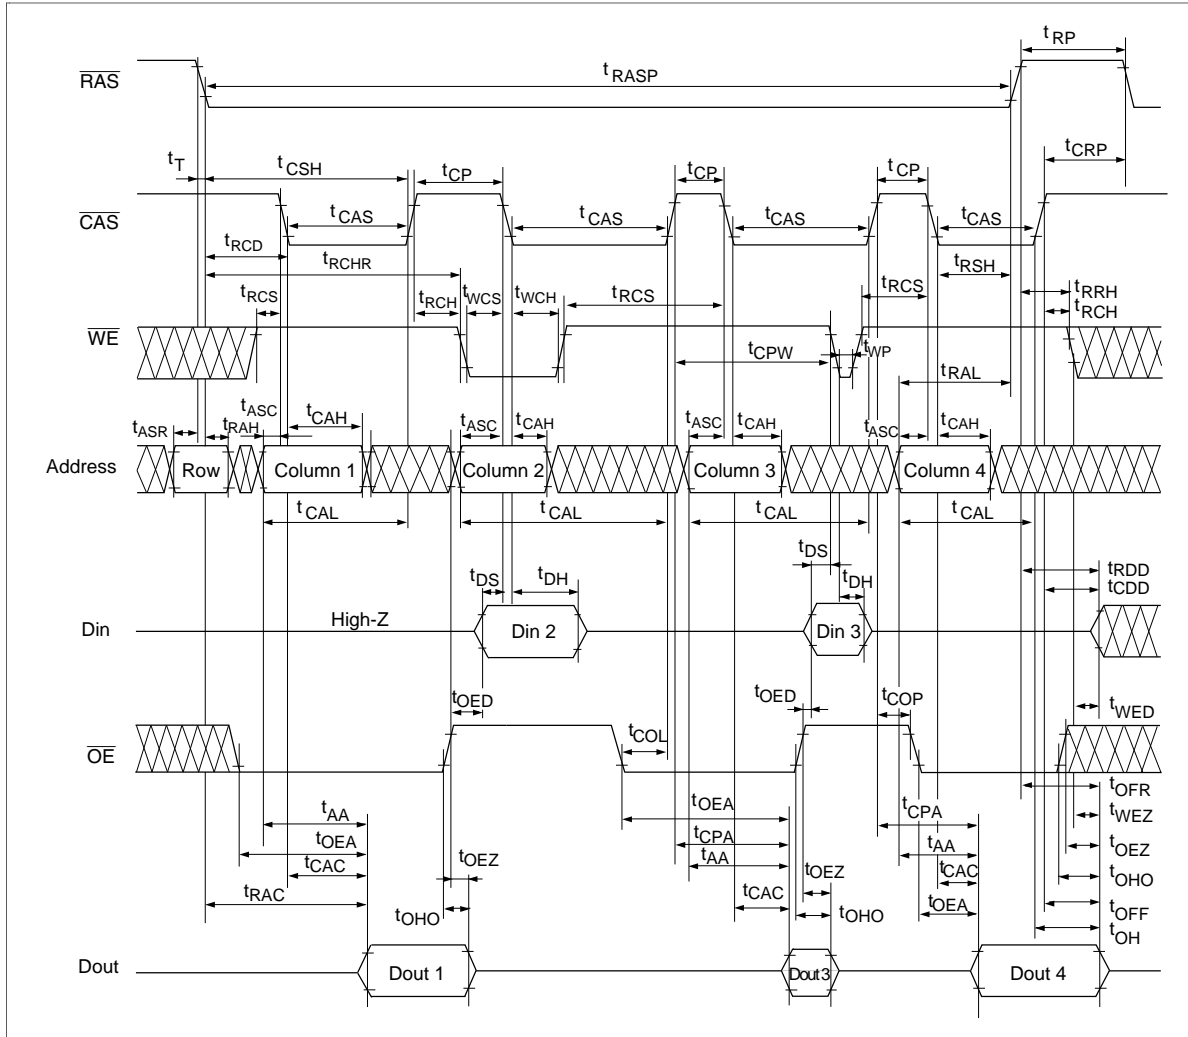 tRP
RAS
tRASP
tCRP
tT
tCSH
tCP
tCP
tCP
CAS
tCAS
tCAS
tCAS
tCAS
tRCD
tRCHR
tRSH
tRCS
tRCH
tWCS
tWCH
tRCS
tRCS
tRRH
tRCH
WE
tCPW
tWP
tRAL
tASC
tCAH
tASR
tRAH
tASC
tCAH
tASC
tCAH
tASC
tCAH
Address
Row
Column 1
Column 2
Column 3
Column 4
tCAL
tCAL
tCAL
tCAL
tDS
tRDD
tDS
tDH
tDH
tCDD
Din
High-Z
Din 2
Din 3
tOED
tOED
tCOP
tWED
OE
tCOL
tOFR
tOEA
tCPA
tWEZ
tAA
tOEA
tCPA
tOEZ
tCAC
tOEZ
tAA
tOEZ
tAA
tCAC
tOHO
tRAC
tOHO
tCAC
tOHO
tOEA
tOFF
tOH
Dout
Dout 1
Dout 3
Dout 4